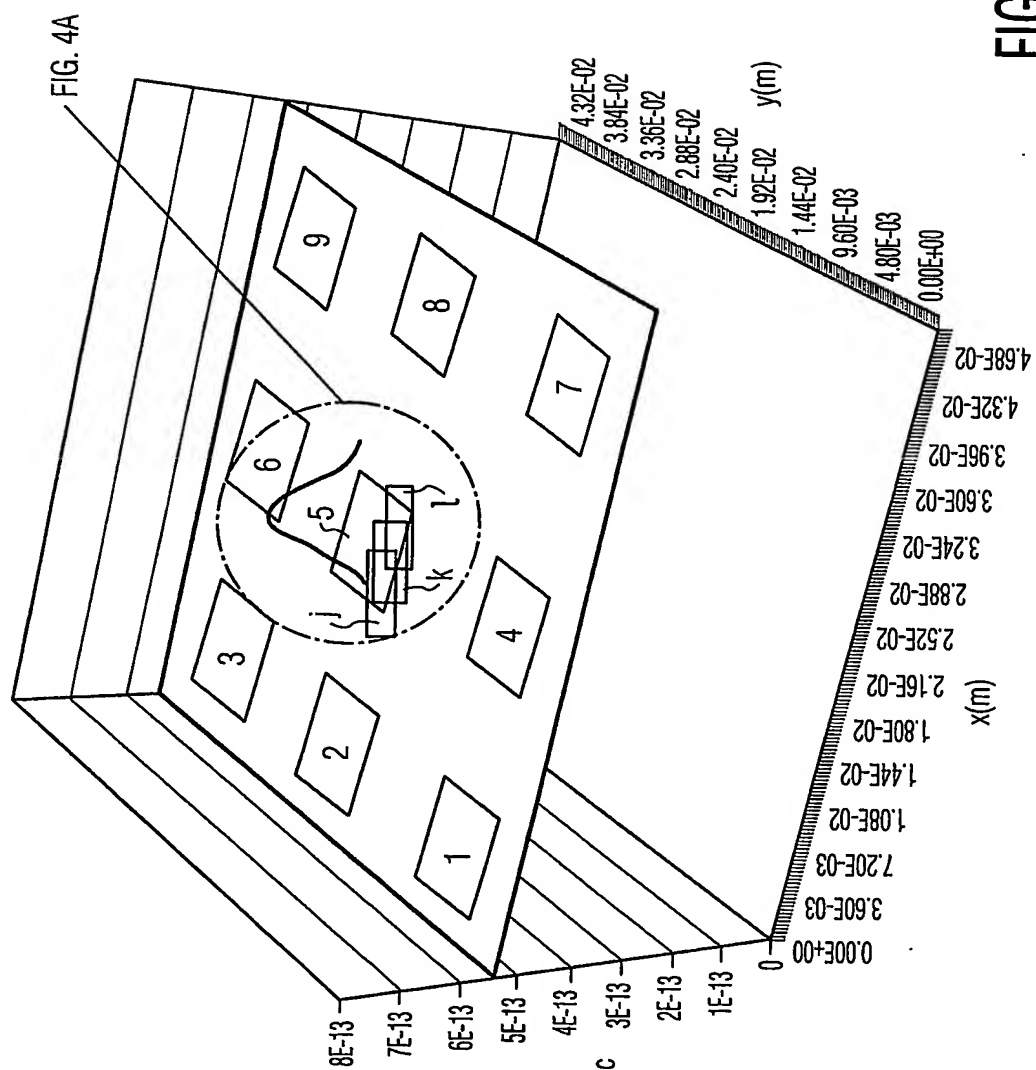 FIG. 4A
FIG
8E-13
7E-13
6E-13
5E-13
4E-13
3E-13
2E-13
1E-13
0
c
3
6
9
2
5
8
1
4
7
j
k
l
0.00E+00
3.60E-03
7.20E-03
1.08E-02
1.44E-02
1.80E-02
2.16E-02
2.52E-02
2.88E-02
3.24E-02
3.60E-02
3.96E-02
4.32E-02
4.68E-02
x(m)
4.32E-02
3.84E-02
3.36E-02
2.88E-02
2.40E-02
1.92E-02
1.44E-02
9.60E-03
4.80E-03
0.00E+00
y(m)